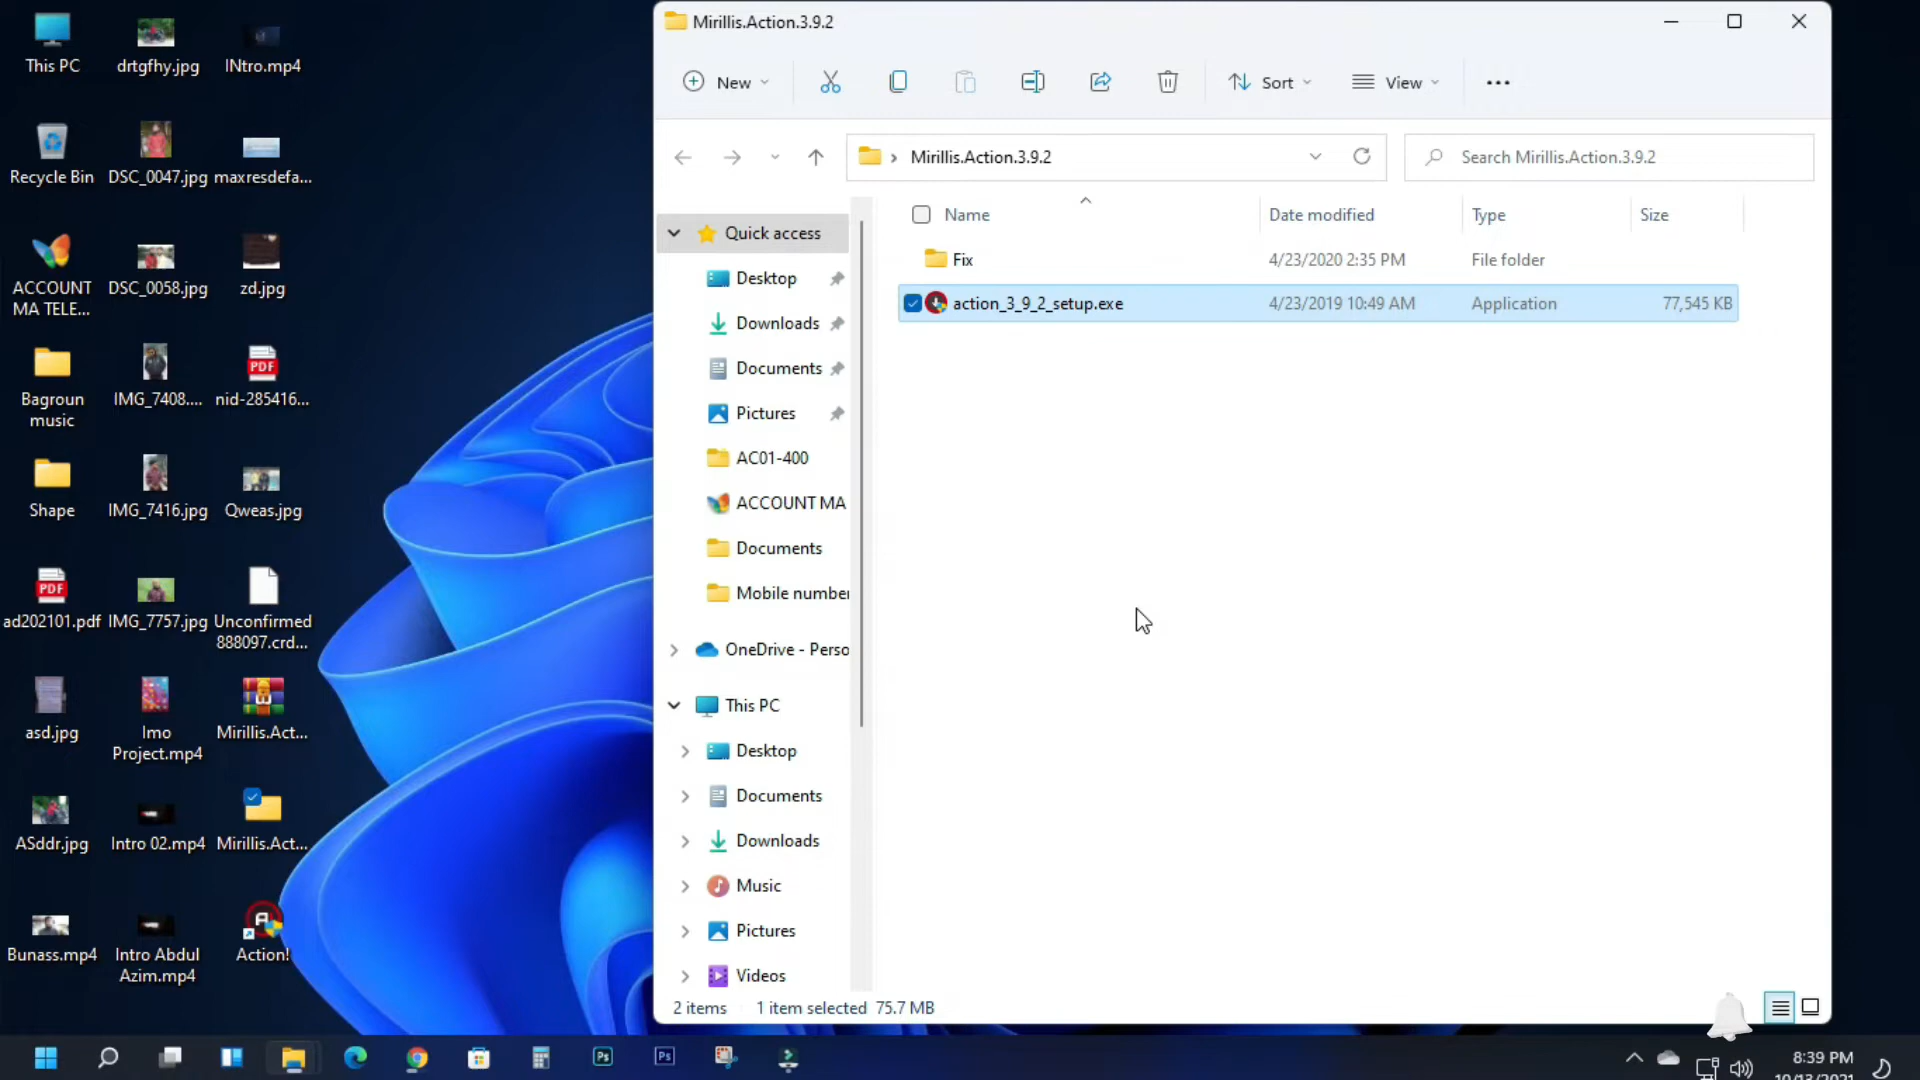 This PC
drtgfhy.jpg
INtro.mp4
Recycle Bin
DSC_0047.jpg
maxresdefa...
ACCOUNT
MA TELE...
DSC_0058.jpg
zd.jpg
Bagroun
music
IMG_7408....
nid-285416...
Shape
IMG_7416.jpg
Qweas.jpg
ad202101.pdf
IMG_7757.jpg
Unconfirmed
888097.crd...
asd.jpg
Imo
Project.mp4
Mirillis.Act...
ASddr.jpg
Intro 02.mp4
Mirillis.Act...
Bunass.mp4
Intro Abdul
Azim.mp4
Action!
Mirillis.Action.3.9.2
New
Sort
View
Mirillis.Action.3.9.2
Search Mirillis.Action.3.9.2
Name
Date modified
Type
Size
Fix
4/23/2020 2:35 PM
File folder
action_3_9_2_setup.exe
4/23/2019 10:49 AM
Application
77,545 KB
Quick access
Desktop
Downloads
Documents
Pictures
AC01-400
ACCOUNT MA
Documents
Mobile number
OneDrive - Perso
This PC
Desktop
Documents
Downloads
Music
Pictures
Videos
2 items
1 item selected 75.7 MB
PDF
PDF
Ps
Ps
8:39 PM
10/13/2021